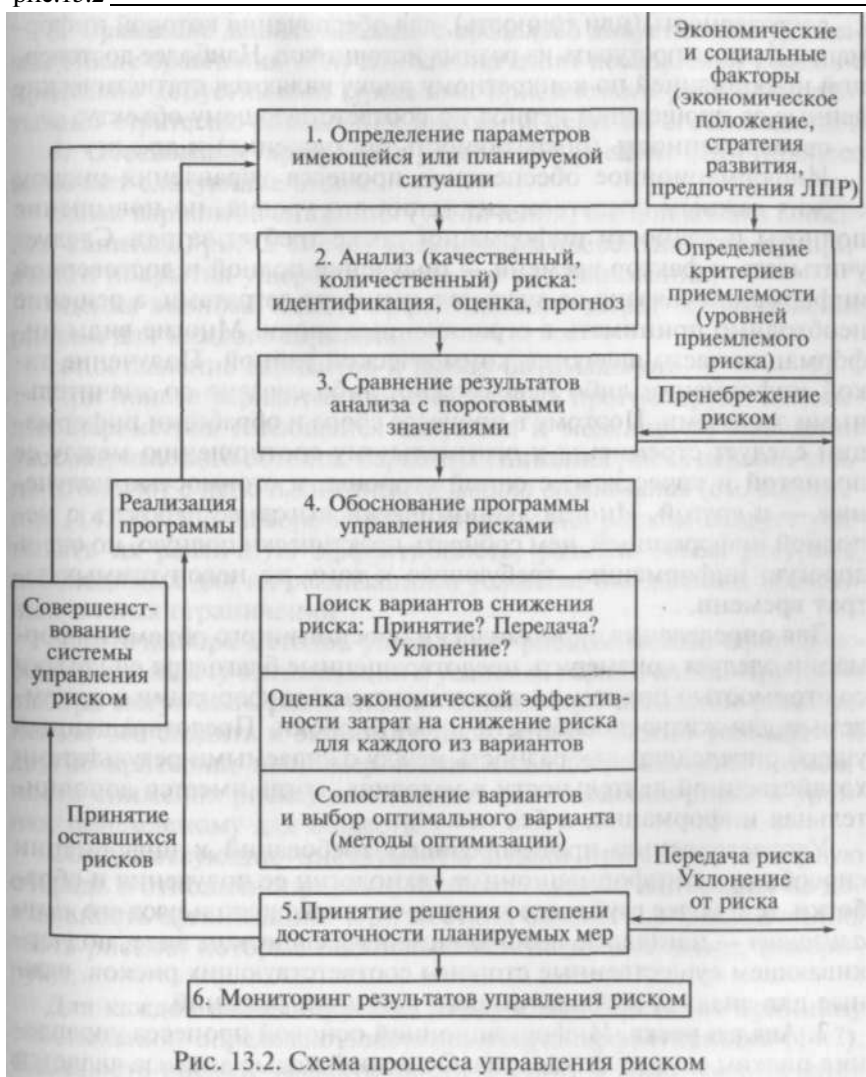 рис.13.2
Экономические
и социальные
факторы
(экономическое
положение,
стратегия
предпочтения ЛПР)
1. Определение параметров
имеющейся или планируемой
ситуации
2. Анализ (качественный,
количественный) риска:
идентификация, оценка, прогноз
Определение
критериев
приемлемости
(уровней
приемлемого
риска)
3. Сравнение результатов
анализа с пороговыми
значениями
Пренебрежение
риском
Реализация
программы
4. Обоснование программы
управления рисками
Совершенст-
вование
системы
управления
риском
Поиск вариантов снижения
риска: Принятие? Передача?
Уклонение?
Оценка экономической эффектив-
ности затрат на снижение риска
для каждого из вариантов
Принятие
оставшихся
рисков
Сопоставление вариантов
и выбор оптимального варианта
(методы оптимизации)
Передача риска
Уклонение
от риска
5.Принятие решения о степени
достаточности планируемых мер
6. Мониторинг результатов управления риском
Рис. 13.2. Схема процесса управления риском